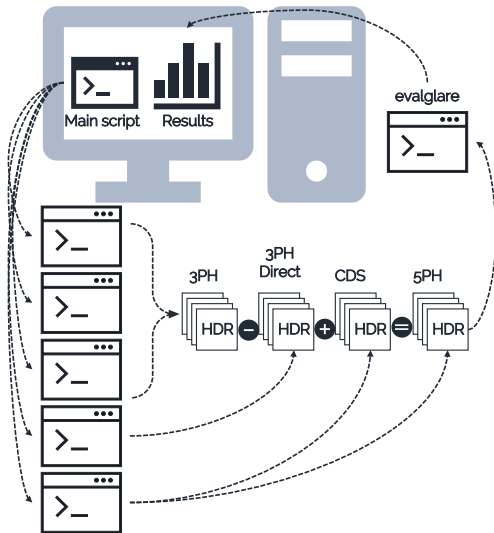 evalglare
Main script
Results
3PH
3PH
Direct
CDS
5PH
HDR
-
HDR
+
HDR
=
HDR